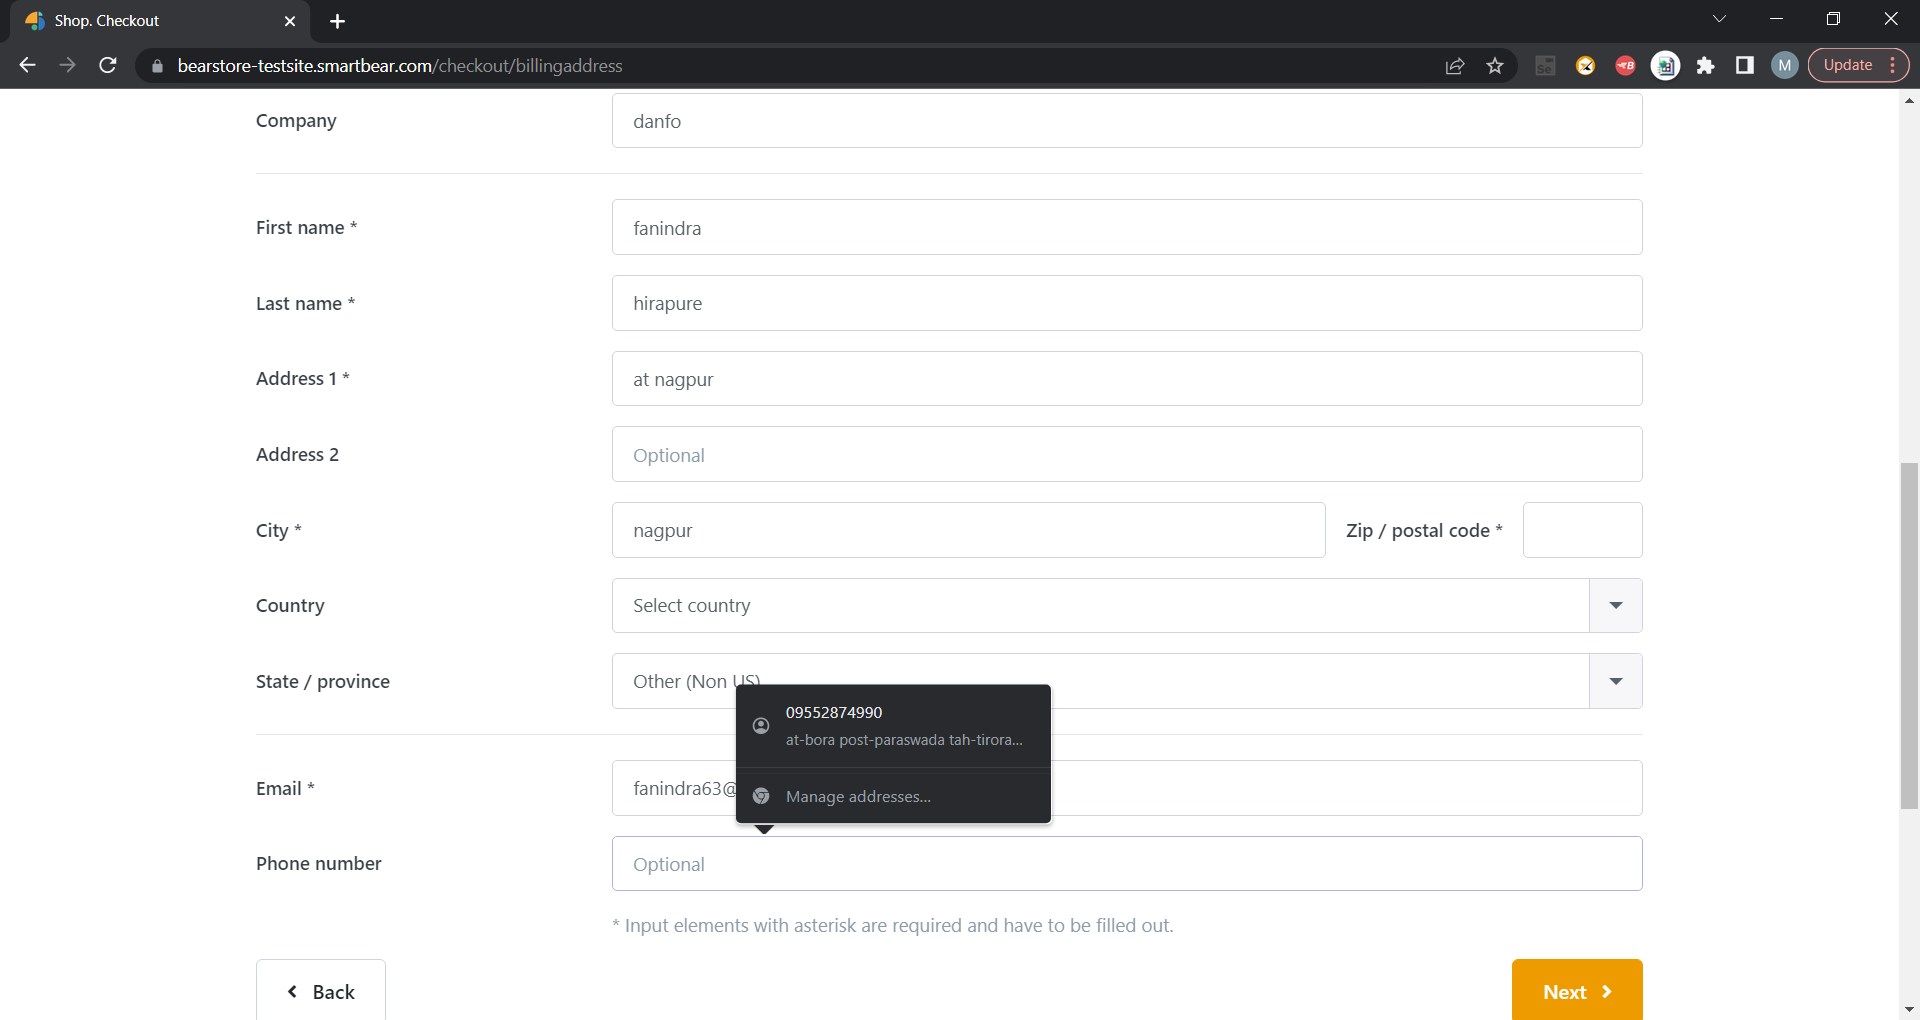 Shop. Checkout
bearstore-testsite.smartbear.com/checkout/billingaddress
Se
B
M
Update
Company
danfo
First name *
fanindra
Last name *
hirapure
Address 1 *
at nagpur
Address 2
Optional
City *
nagpur
Zip / postal code *
Country
Select country
State / province
Other (Non US)
09552874990
at-bora post-paraswada tah-tirora...
Manage addresses...
Email *
fanindra63@
Phone number
Optional
* Input elements with asterisk are required and have to be filled out.
Back
Next